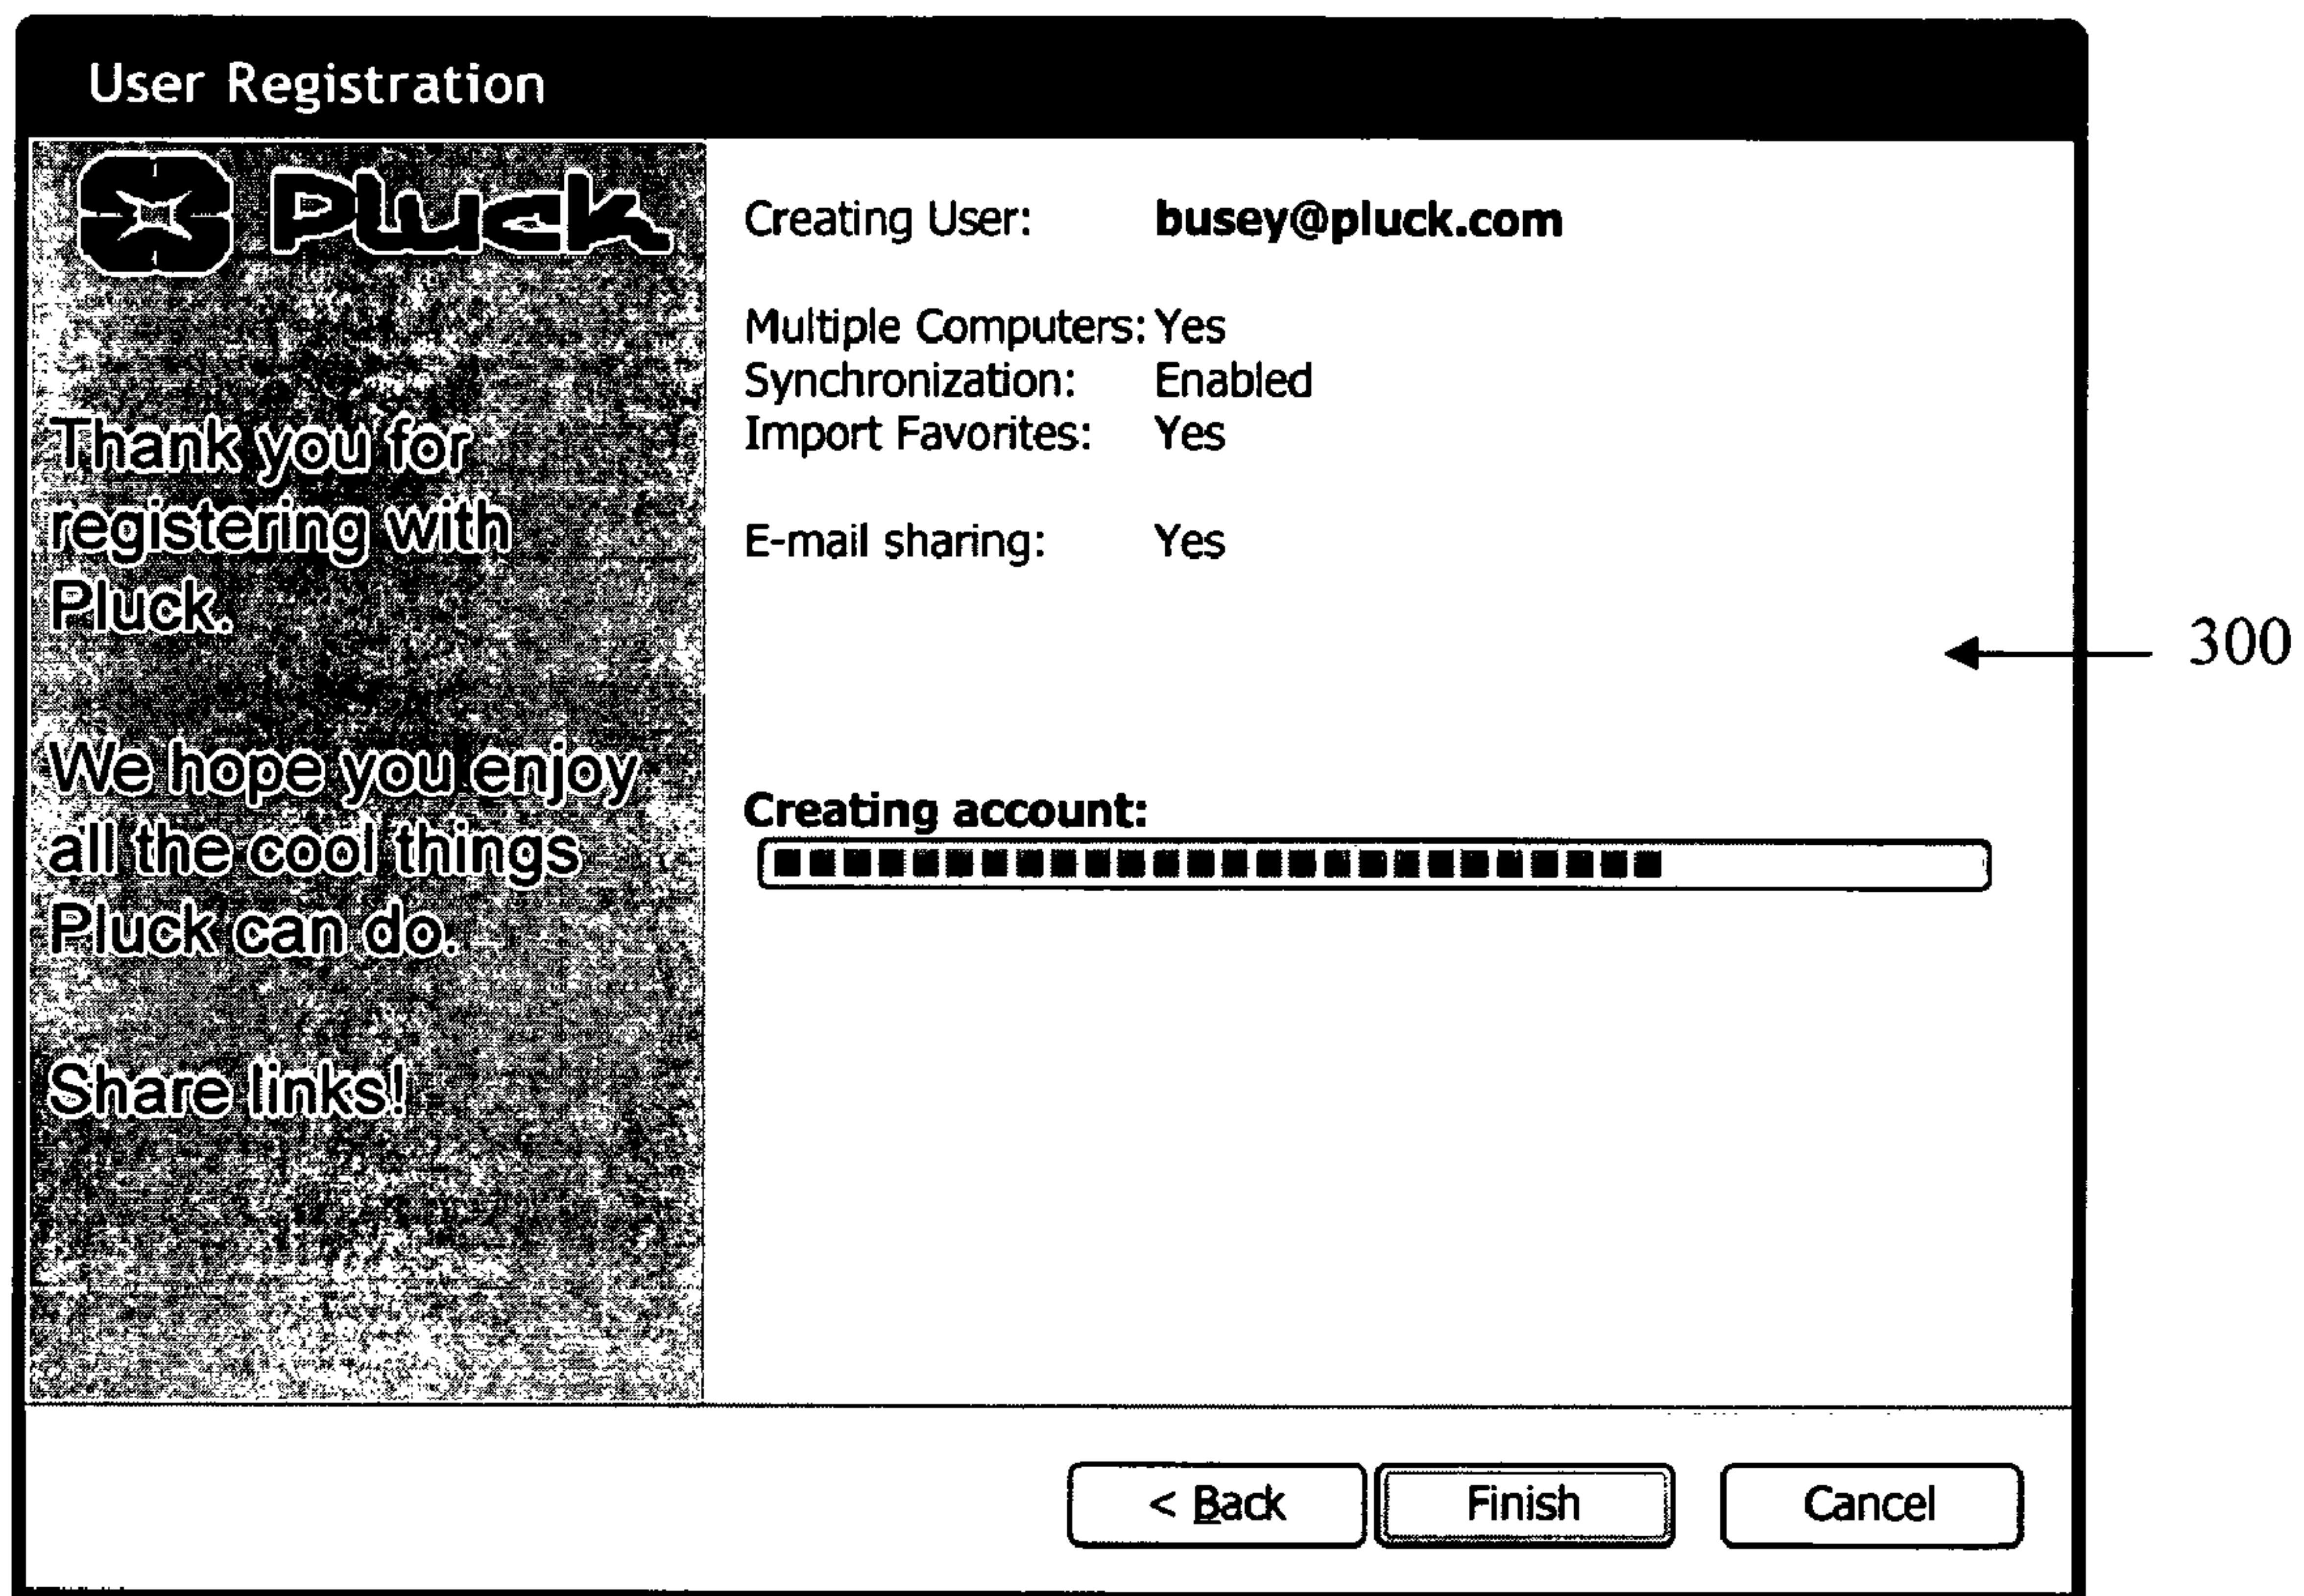 User Registration
Pluck
Thank you for
registering with
Pluck.
We hope you enjoy
all the cool things
Pluck can do.
Share links!
Creating User: busey@pluck.com
Multiple Computers: Yes
Synchronization: Enabled
Import Favorites: Yes
E-mail sharing: Yes
Creating account:
300
< Back
Finish
Cancel